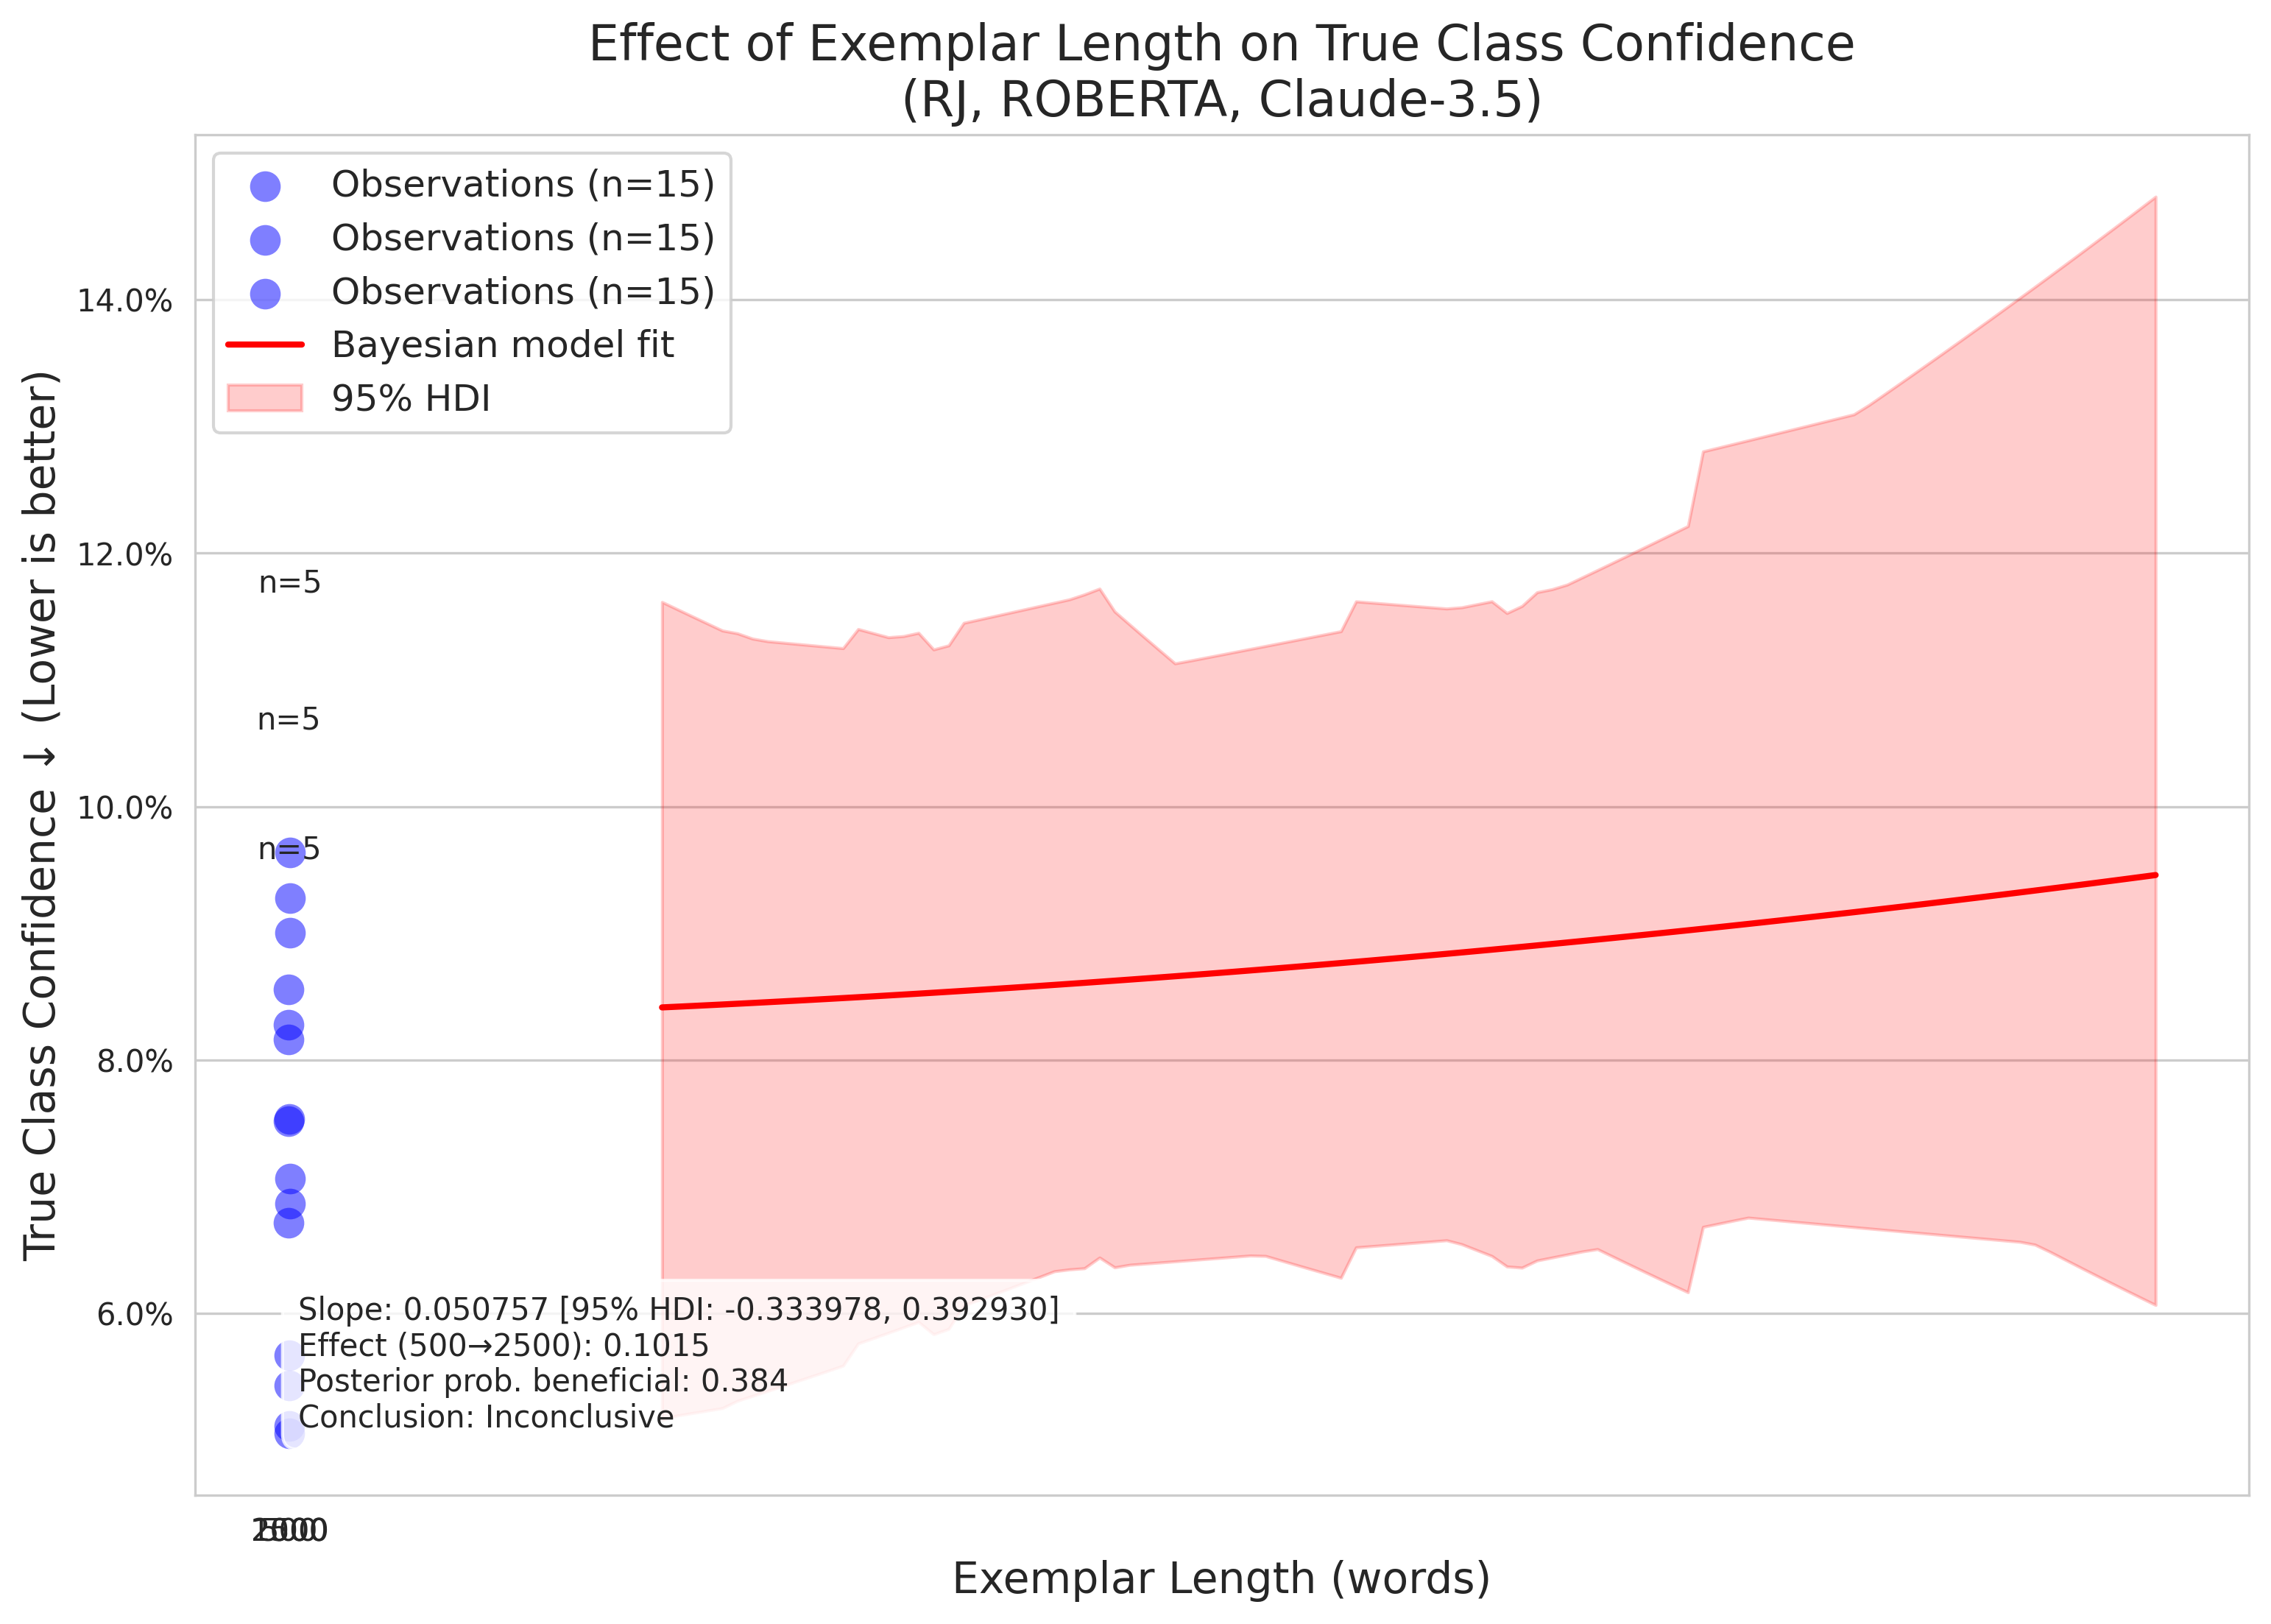 Effect of Exemplar Length on True Class Confidence
(RJ, ROBERTA, Claude-3.5)
Observations (n=15)
Observations (n=15)
Observations (n=15)
Bayesian model fit
95% HDI
True Class Confidence ↓ (Lower is better)
14.0%
12.0%
10.0%
8.0%
6.0%
n=5
n=5
n=5
Slope: 0.050757 [95% HDI: -0.333978, 0.392930]
Effect (500→2500): 0.1015
Posterior prob. beneficial: 0.384
Conclusion: Inconclusive
Exemplar Length (words)